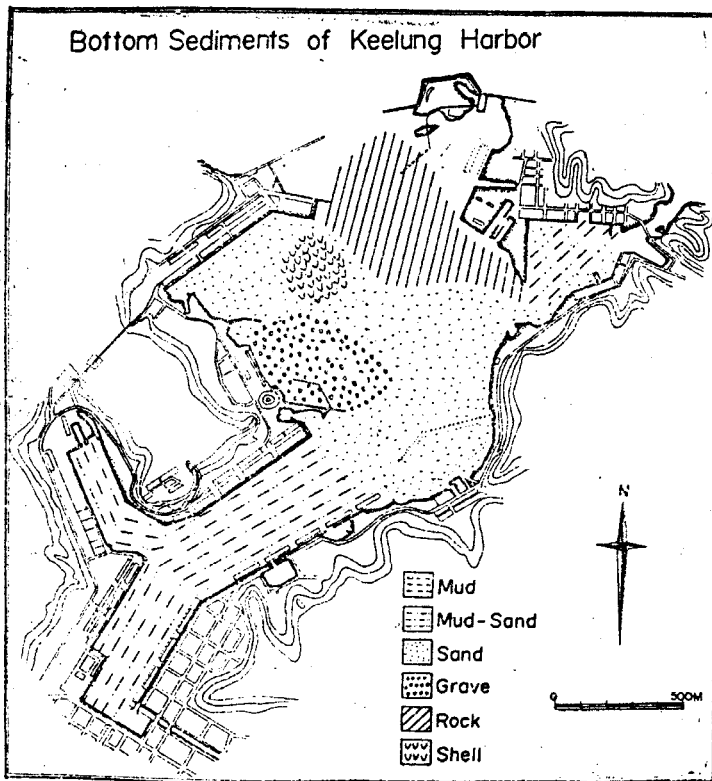 Bottom Sediments of Keelung Harbor
N
Mud
Mud-Sand
Sand
Grave
Rock
Shell
0 500M